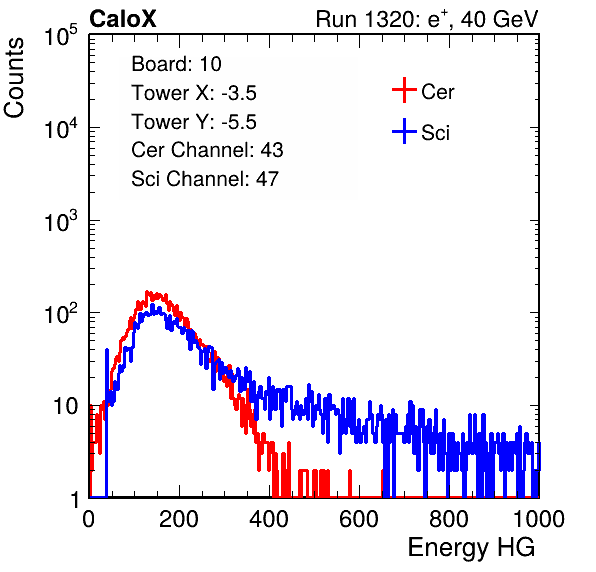 CaloX Run 1320: e⁺, 40 GeV
Counts
Board: 10
Tower X: -3.5
Tower Y: -5.5
Cer Channel: 43
Sci Channel: 47
Cer
Sci
10⁵
10⁴
10³
10²
10
1
0 200 400 600 800 1000
Energy HG